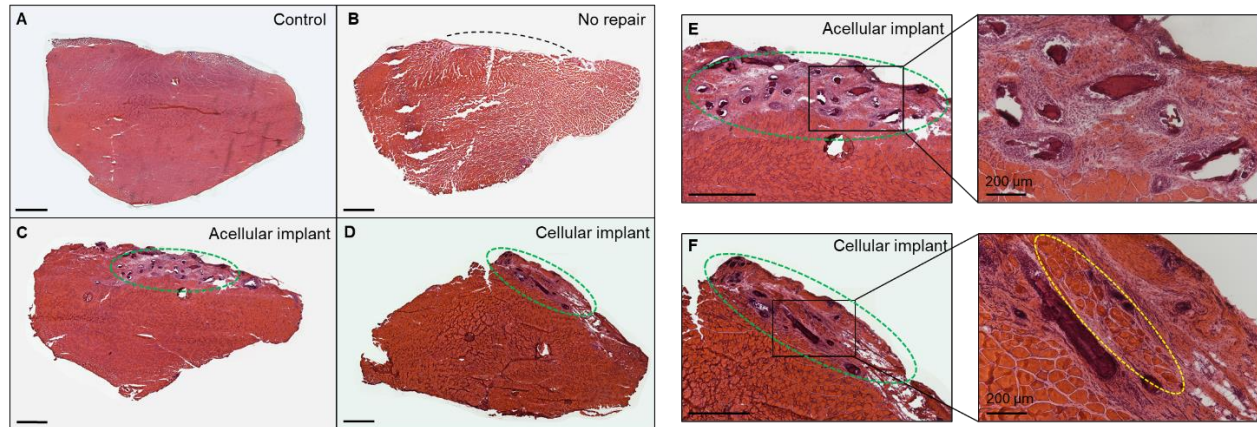 A
Control
B
No repair
C
Acellular implant
D
Cellular implant
E
Acellular implant
200 µm
F
Cellular implant
200 µm